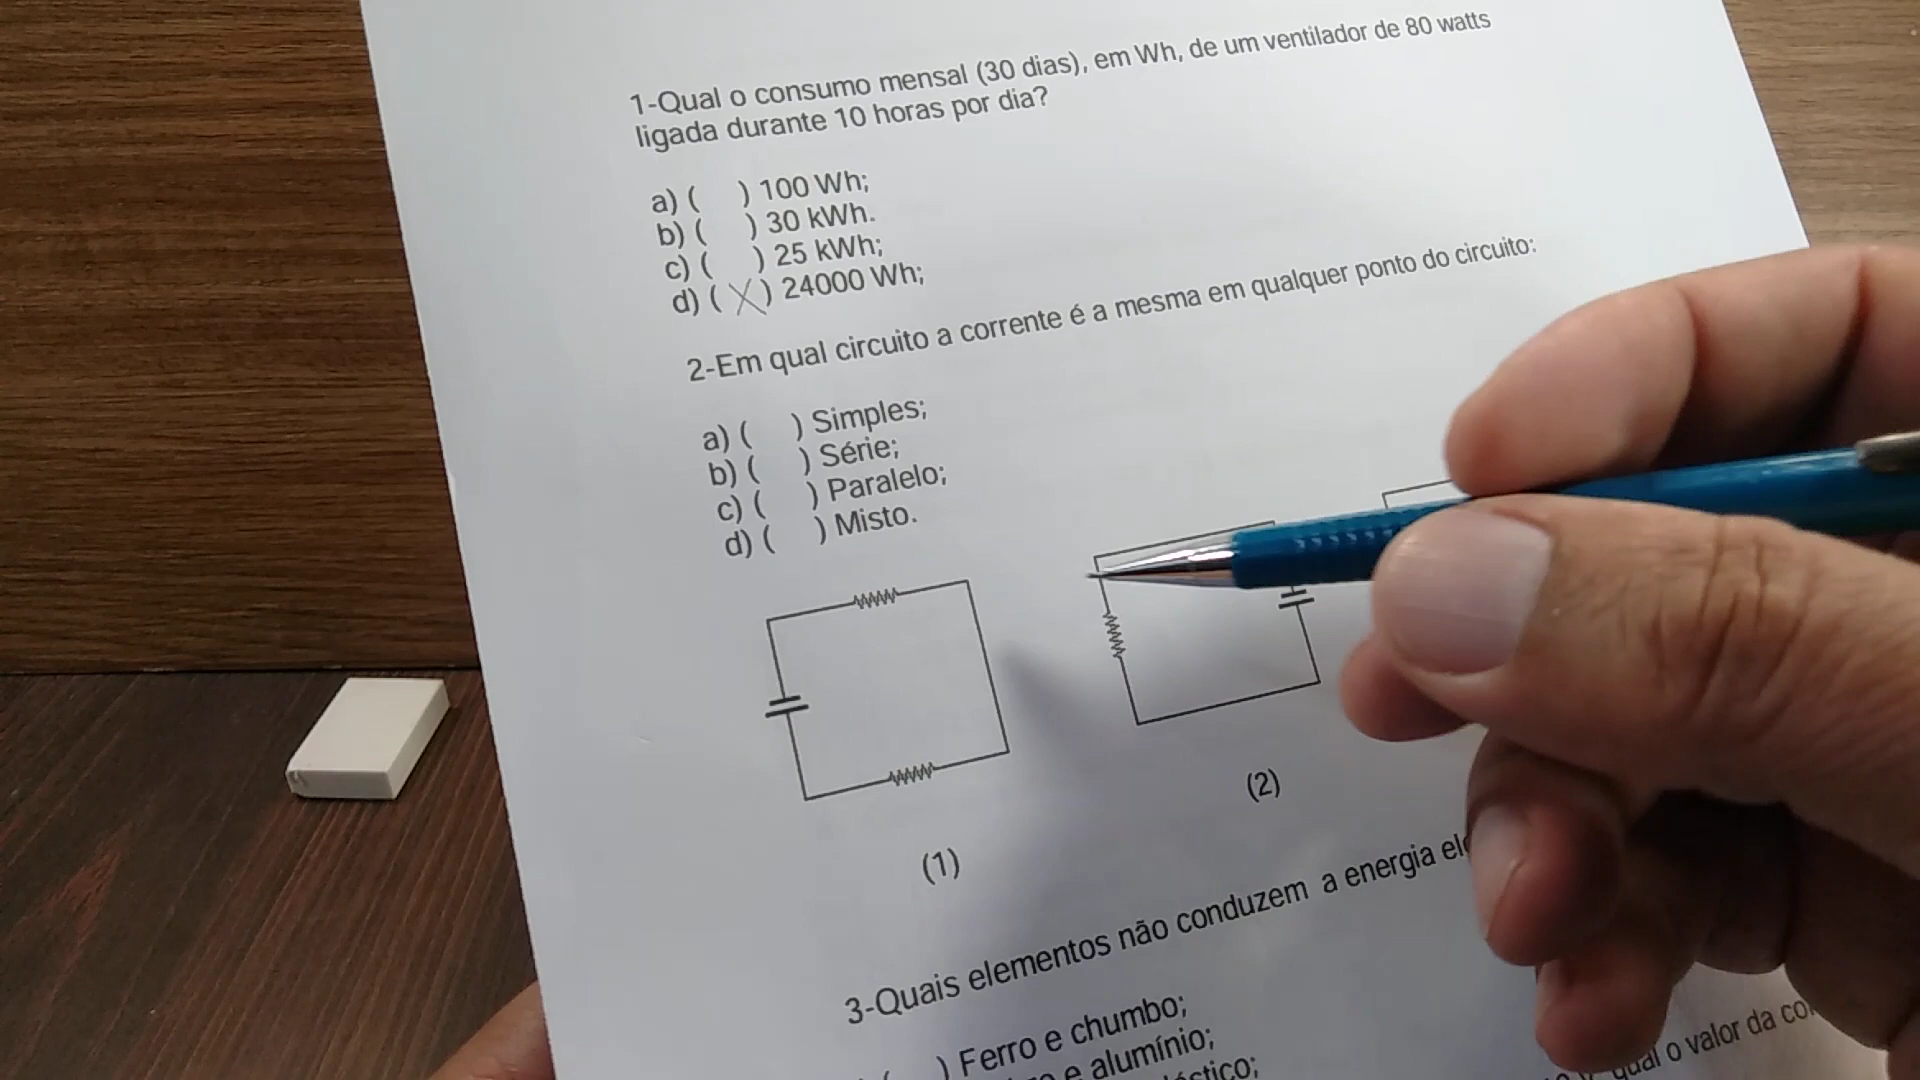 1-Qual o consumo mensal (30 dias), em Wh, de um ventilador de 80 watts
ligada durante 10 horas por dia?
a) ( ) 100 Wh;
b) ( ) 30 kWh.
c) ( ) 25 kWh;
d) ( X ) 24000 Wh;
2-Em qual circuito a corrente é a mesma em qualquer ponto do circuito:
a) ( ) Simples;
b) ( ) Série;
c) ( ) Paralelo;
d) ( ) Misto.
(1)
(2)
3-Quais elementos não conduzem a energia
) Ferro e chumbo;
e alumínio;
qual o valor da